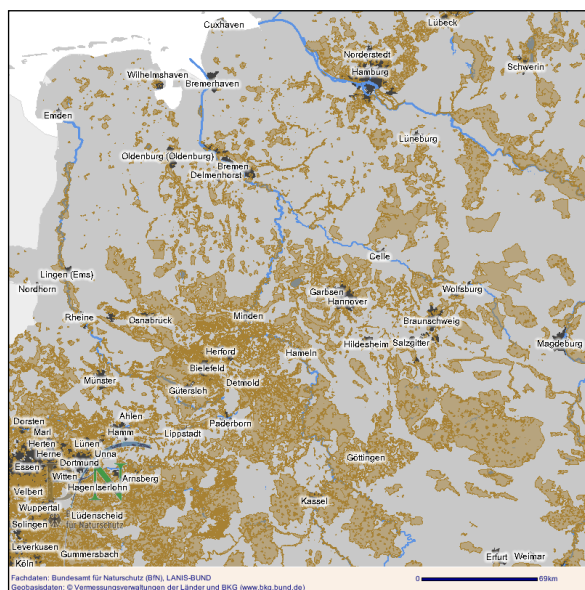 Cuxhaven
Lübeck
Norderstedt
Hamburg
Schwerin
Wilhelmshaven
Bremerhaven
Emden
Lüneburg
Oldenburg (Oldenburg)
Bremen
Delmenhorst
Celle
Lingen (Ems)
Nordhorn
Garbsen
Hannover
Wolfsburg
Rheine
Osnabrück
Minden
Braunschweig
Hildesheim
Salzgitter
Magdeburg
Herford
Bielefeld
Hameln
Münster
Gütersloh
Detmold
Ahlen
Paderborn
Dorsten
Marl
Hamm
Lippstadt
Herten
Lünen
Herne
Unna
Göttingen
Essen
Dortmund
Witten
Arnsberg
Hagen
Iserlohn
Velbert
Kassel
Wuppertal
Lüdenscheid
Solingen
für Naturschutz
Leverkusen
Gummersbach
Köln
Erfurt
Weimar
Fachdaten: Bundesamt für Naturschutz (BfN), LANIS-BUND
0 69km
Geobasisdaten: © Vermessungsverwaltungen der Länder und BKG (www.bkg.bund.de)